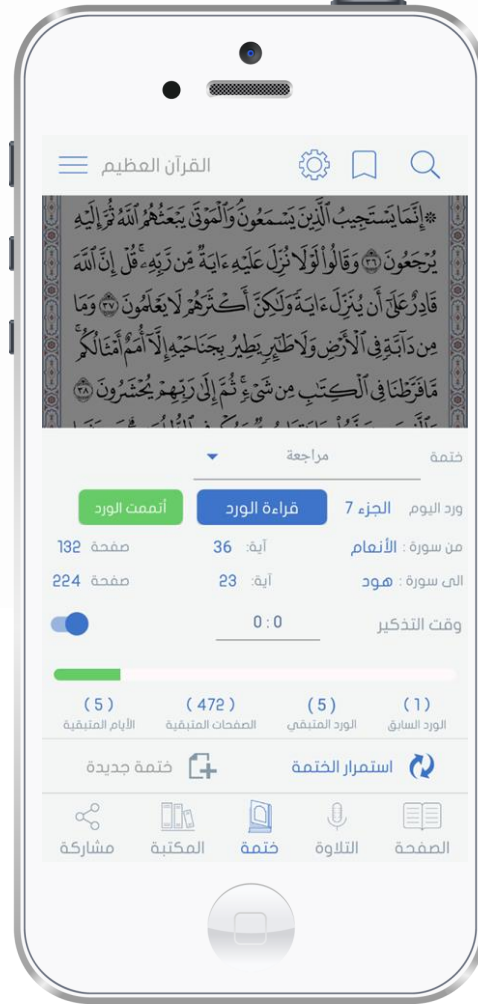 القرآن العظيم
۞إِنَّمَا يَسْتَجِيبُ الَّذِينَ يَسْمَعُونَ وَالْمَوْتَى يَبْعَثُهُمُ اللَّهُ ثُمَّ إِلَيْهِ
يُرْجَعُونَ ٣٦ وَقَالُوا لَوْلَا نُزِّلَ عَلَيْهِ ءَايَةٌ مِّن رَّبِّهِ ۚ قُلْ إِنَّ اللَّهَ
قَادِرٌ عَلَىٰ أَن يُنَزِّلَ ءَايَةً وَلَٰكِنَّ أَكْثَرَهُمْ لَا يَعْلَمُونَ ٣٧ وَمَا
مِن دَابَّةٍ فِي الْأَرْضِ وَلَا طَائِرٍ يَطِيرُ بِجَنَاحَيْهِ إِلَّا أُمَمٌ أَمْثَالُكُم ۚ
مَّا فَرَّطْنَا فِي الْكِتَٰبِ مِن شَيْءٍ ۚ ثُمَّ إِلَىٰ رَبِّهِمْ يُحْشَرُونَ ٣٨
ختمة مراجعة
ورد اليوم الجزء 7 قراءة الورد أتممت الورد
من سورة : الأنعام آية: 36 صفحة 132
الى سورة : هود آية: 23 صفحة 224
وقت التذكير 0 : 0
(1) (5) (472) (5)
الورد السابق الورد المتبقي الصفحات المتبقية الأيام المتبقية
استمرار الختمة ختمة جديدة
الصفحة التلاوة ختمة المكتبة مشاركة